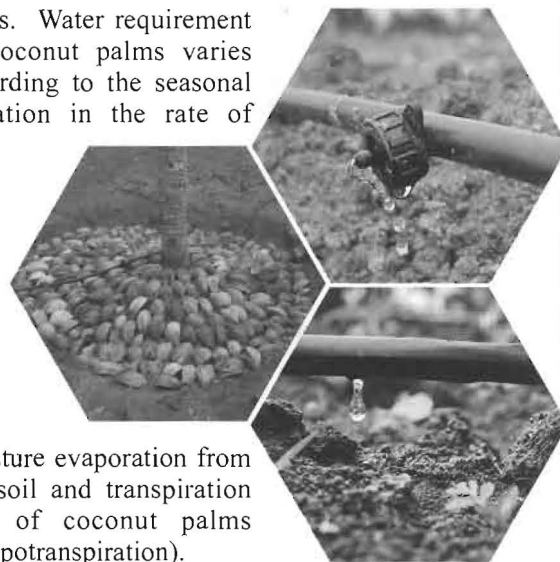 s. Water requirement
oconut palms varies
rding to the seasonal
ation in the rate of
ture evaporation from
soil and transpiration
of coconut palms
potranspiration).